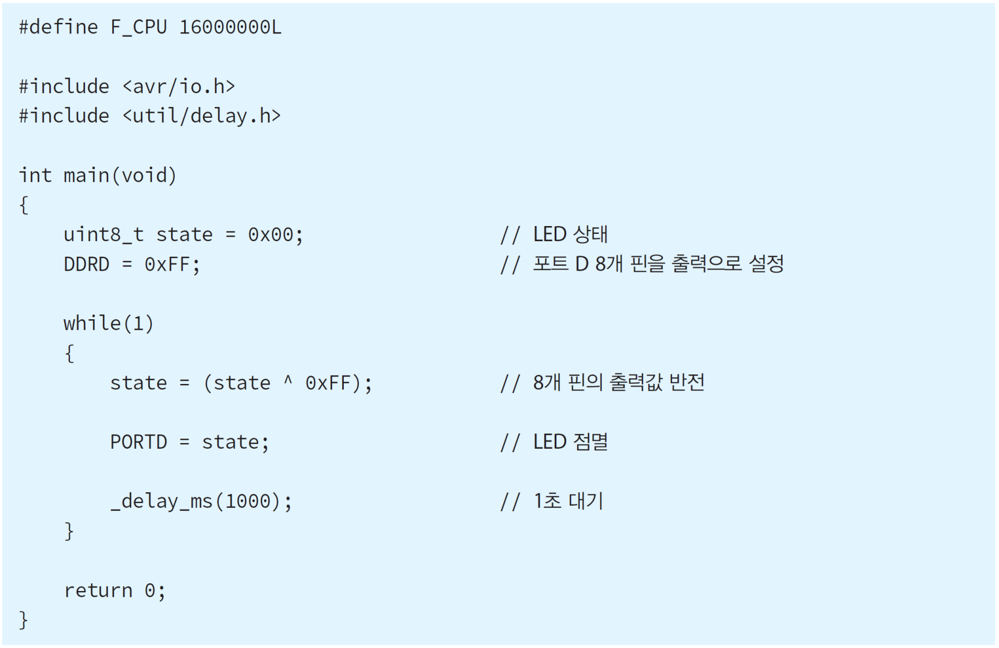 #define F_CPU 16000000L
#include <avr/io.h>
#include <util/delay.h>
int main(void)
{
    uint8_t state = 0x00;                 // LED 상태
    DDRD = 0xFF;                          // 포트 D 8개 핀을 출력으로 설정
    while(1)
    {
        state = (state ^ 0xFF);           // 8개 핀의 출력값 반전
        PORTD = state;                    // LED 점멸
        _delay_ms(1000);                  // 1초 대기
    }
    return 0;
}